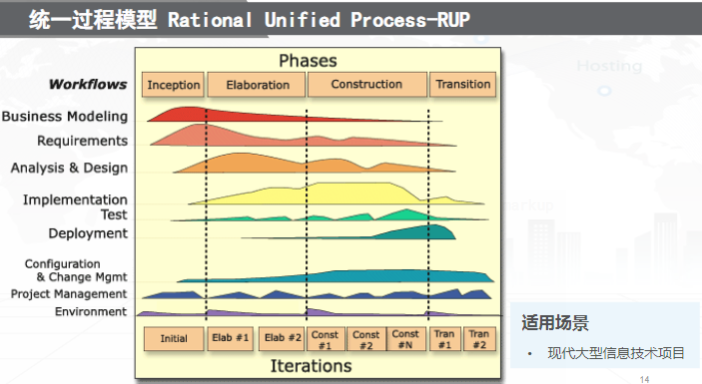 统一过程模型 Rational Unified Process-RUP
Hosting
Phases
Workflows
Inception Elaboration Construction Transition
Business Modeling
Requirements
Analysis & Design
Implementation
Test
Deployment
Configuration
& Change Mgmt
Project Management
Environment
Initial Elab #1 Elab #2 Const #1 Const #2 Const #N Tran #1 Tran #2
Iterations
适用场景
• 现代大型信息技术项目
14